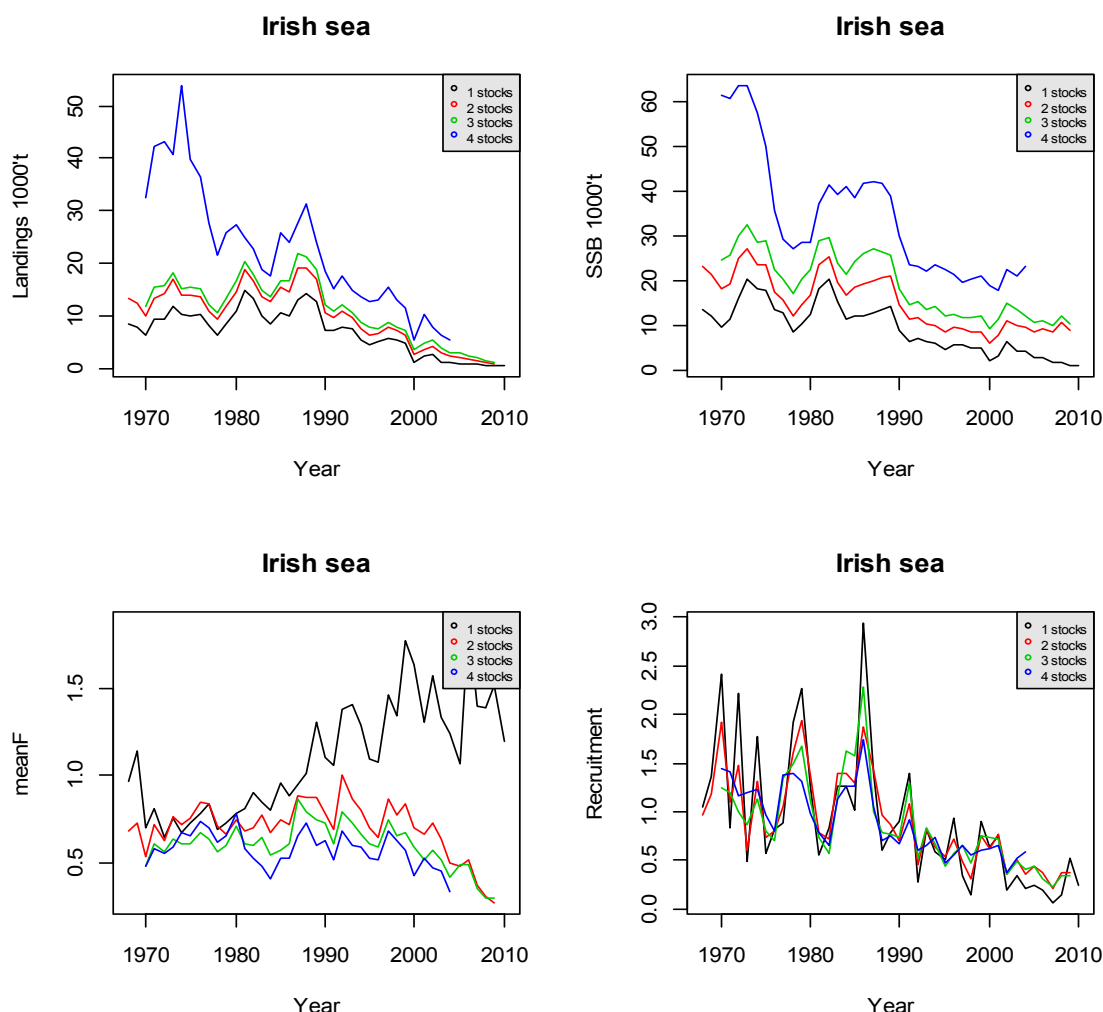 Irish sea
Landings 1000't
50
40
30
20
10
0
1 stocks
2 stocks
3 stocks
4 stocks
1970 1980 1990 2000 2010
Year
Irish sea
SSB 1000't
60
50
40
30
20
10
0
1 stocks
2 stocks
3 stocks
4 stocks
1970 1980 1990 2000 2010
Year
Irish sea
meanF
1.5
1.0
0.5
1 stocks
2 stocks
3 stocks
4 stocks
1970 1980 1990 2000 2010
Year
Irish sea
Recruitment
3.0
2.5
2.0
1.5
1.0
0.5
0.0
1 stocks
2 stocks
3 stocks
4 stocks
1970 1980 1990 2000 2010
Year